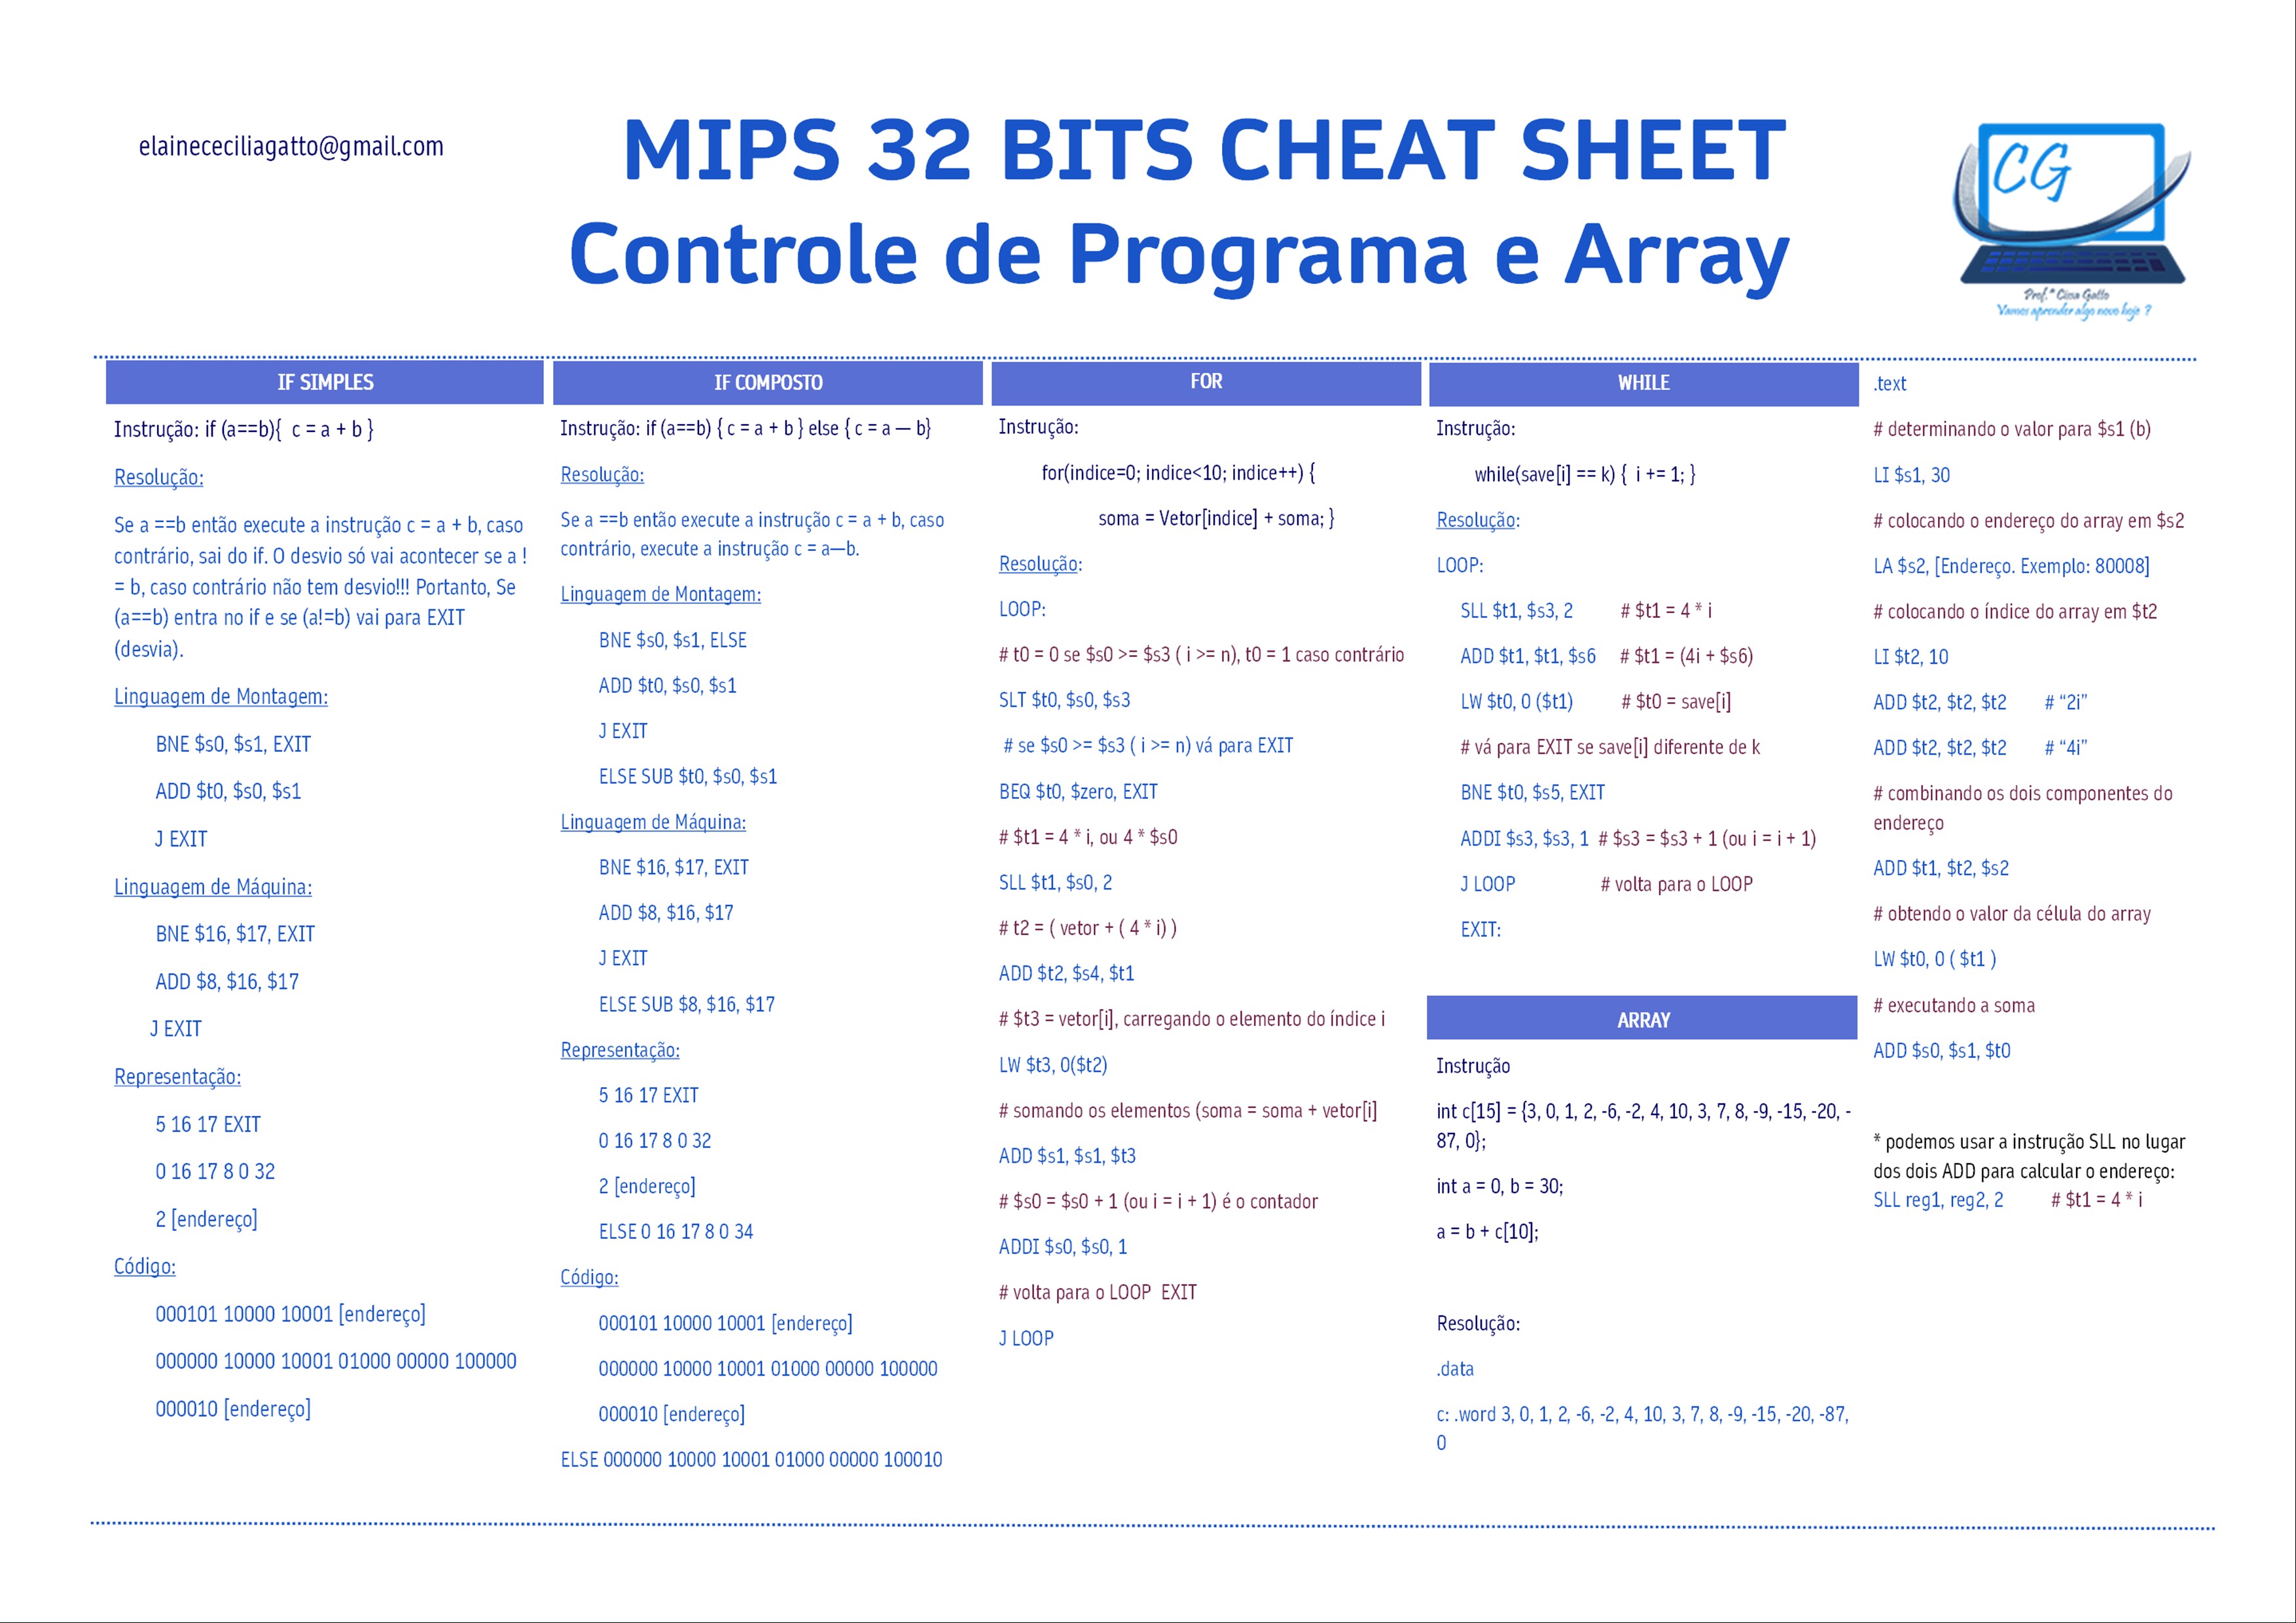 elainececiliagatto@gmail.com
MIPS 32 BITS CHEAT SHEET
Controle de Programa e Array
CG
Prof.ª Cissa Gatto
Vamos aprender algo novo hoje ?
IF SIMPLES
Instrução: if (a==b){ c = a + b }
Resolução:
Se a ==b então execute a instrução c = a + b, caso
contrário, sai do if. O desvio só vai acontecer se a !
= b, caso contrário não tem desvio!!! Portanto, Se
(a==b) entra no if e se (a!=b) vai para EXIT
(desvia).
Linguagem de Montagem:
BNE $s0, $s1, EXIT
ADD $t0, $s0, $s1
J EXIT
Linguagem de Máquina:
BNE $16, $17, EXIT
ADD $8, $16, $17
J EXIT
Representação:
5 16 17 EXIT
0 16 17 8 0 32
2 [endereço]
Código:
000101 10000 10001 [endereço]
000000 10000 10001 01000 00000 100000
000010 [endereço]
IF COMPOSTO
Instrução: if (a==b) { c = a + b } else { c = a — b}
Resolução:
Se a ==b então execute a instrução c = a + b, caso
contrário, execute a instrução c = a—b.
Linguagem de Montagem:
BNE $s0, $s1, ELSE
ADD $t0, $s0, $s1
J EXIT
ELSE SUB $t0, $s0, $s1
Linguagem de Máquina:
BNE $16, $17, EXIT
ADD $8, $16, $17
J EXIT
ELSE SUB $8, $16, $17
Representação:
5 16 17 EXIT
0 16 17 8 0 32
2 [endereço]
ELSE 0 16 17 8 0 34
Código:
000101 10000 10001 [endereço]
000000 10000 10001 01000 00000 100000
000010 [endereço]
ELSE 000000 10000 10001 01000 00000 100010
FOR
Instrução:
for(indice=0; indice<10; indice++) {
soma = Vetor[indice] + soma; }
Resolução:
LOOP:
# t0 = 0 se $s0 >= $s3 ( i >= n), t0 = 1 caso contrário
SLT $t0, $s0, $s3
# se $s0 >= $s3 ( i >= n) vá para EXIT
BEQ $t0, $zero, EXIT
# $t1 = 4 * i, ou 4 * $s0
SLL $t1, $s0, 2
# t2 = ( vetor + ( 4 * i) )
ADD $t2, $s4, $t1
# $t3 = vetor[i], carregando o elemento do índice i
LW $t3, 0($t2)
# somando os elementos (soma = soma + vetor[i]
ADD $s1, $s1, $t3
# $s0 = $s0 + 1 (ou i = i + 1) é o contador
ADDI $s0, $s0, 1
# volta para o LOOP EXIT
J LOOP
WHILE
Instrução:
while(save[i] == k) { i += 1; }
Resolução:
LOOP:
SLL $t1, $s3, 2 # $t1 = 4 * i
ADD $t1, $t1, $s6 # $t1 = (4i + $s6)
LW $t0, 0 ($t1) # $t0 = save[i]
# vá para EXIT se save[i] diferente de k
BNE $t0, $s5, EXIT
ADDI $s3, $s3, 1 # $s3 = $s3 + 1 (ou i = i + 1)
J LOOP # volta para o LOOP
EXIT:
ARRAY
Instrução
int c[15] = {3, 0, 1, 2, -6, -2, 4, 10, 3, 7, 8, -9, -15, -20, -
87, 0};
int a = 0, b = 30;
a = b + c[10];
Resolução:
.data
c: .word 3, 0, 1, 2, -6, -2, 4, 10, 3, 7, 8, -9, -15, -20, -87,
0
.text
# determinando o valor para $s1 (b)
LI $s1, 30
# colocando o endereço do array em $s2
LA $s2, [Endereço. Exemplo: 80008]
# colocando o índice do array em $t2
LI $t2, 10
ADD $t2, $t2, $t2 # “2i”
ADD $t2, $t2, $t2 # “4i”
# combinando os dois componentes do
endereço
ADD $t1, $t2, $s2
# obtendo o valor da célula do array
LW $t0, 0 ( $t1 )
# executando a soma
ADD $s0, $s1, $t0
* podemos usar a instrução SLL no lugar
dos dois ADD para calcular o endereço:
SLL reg1, reg2, 2 # $t1 = 4 * i